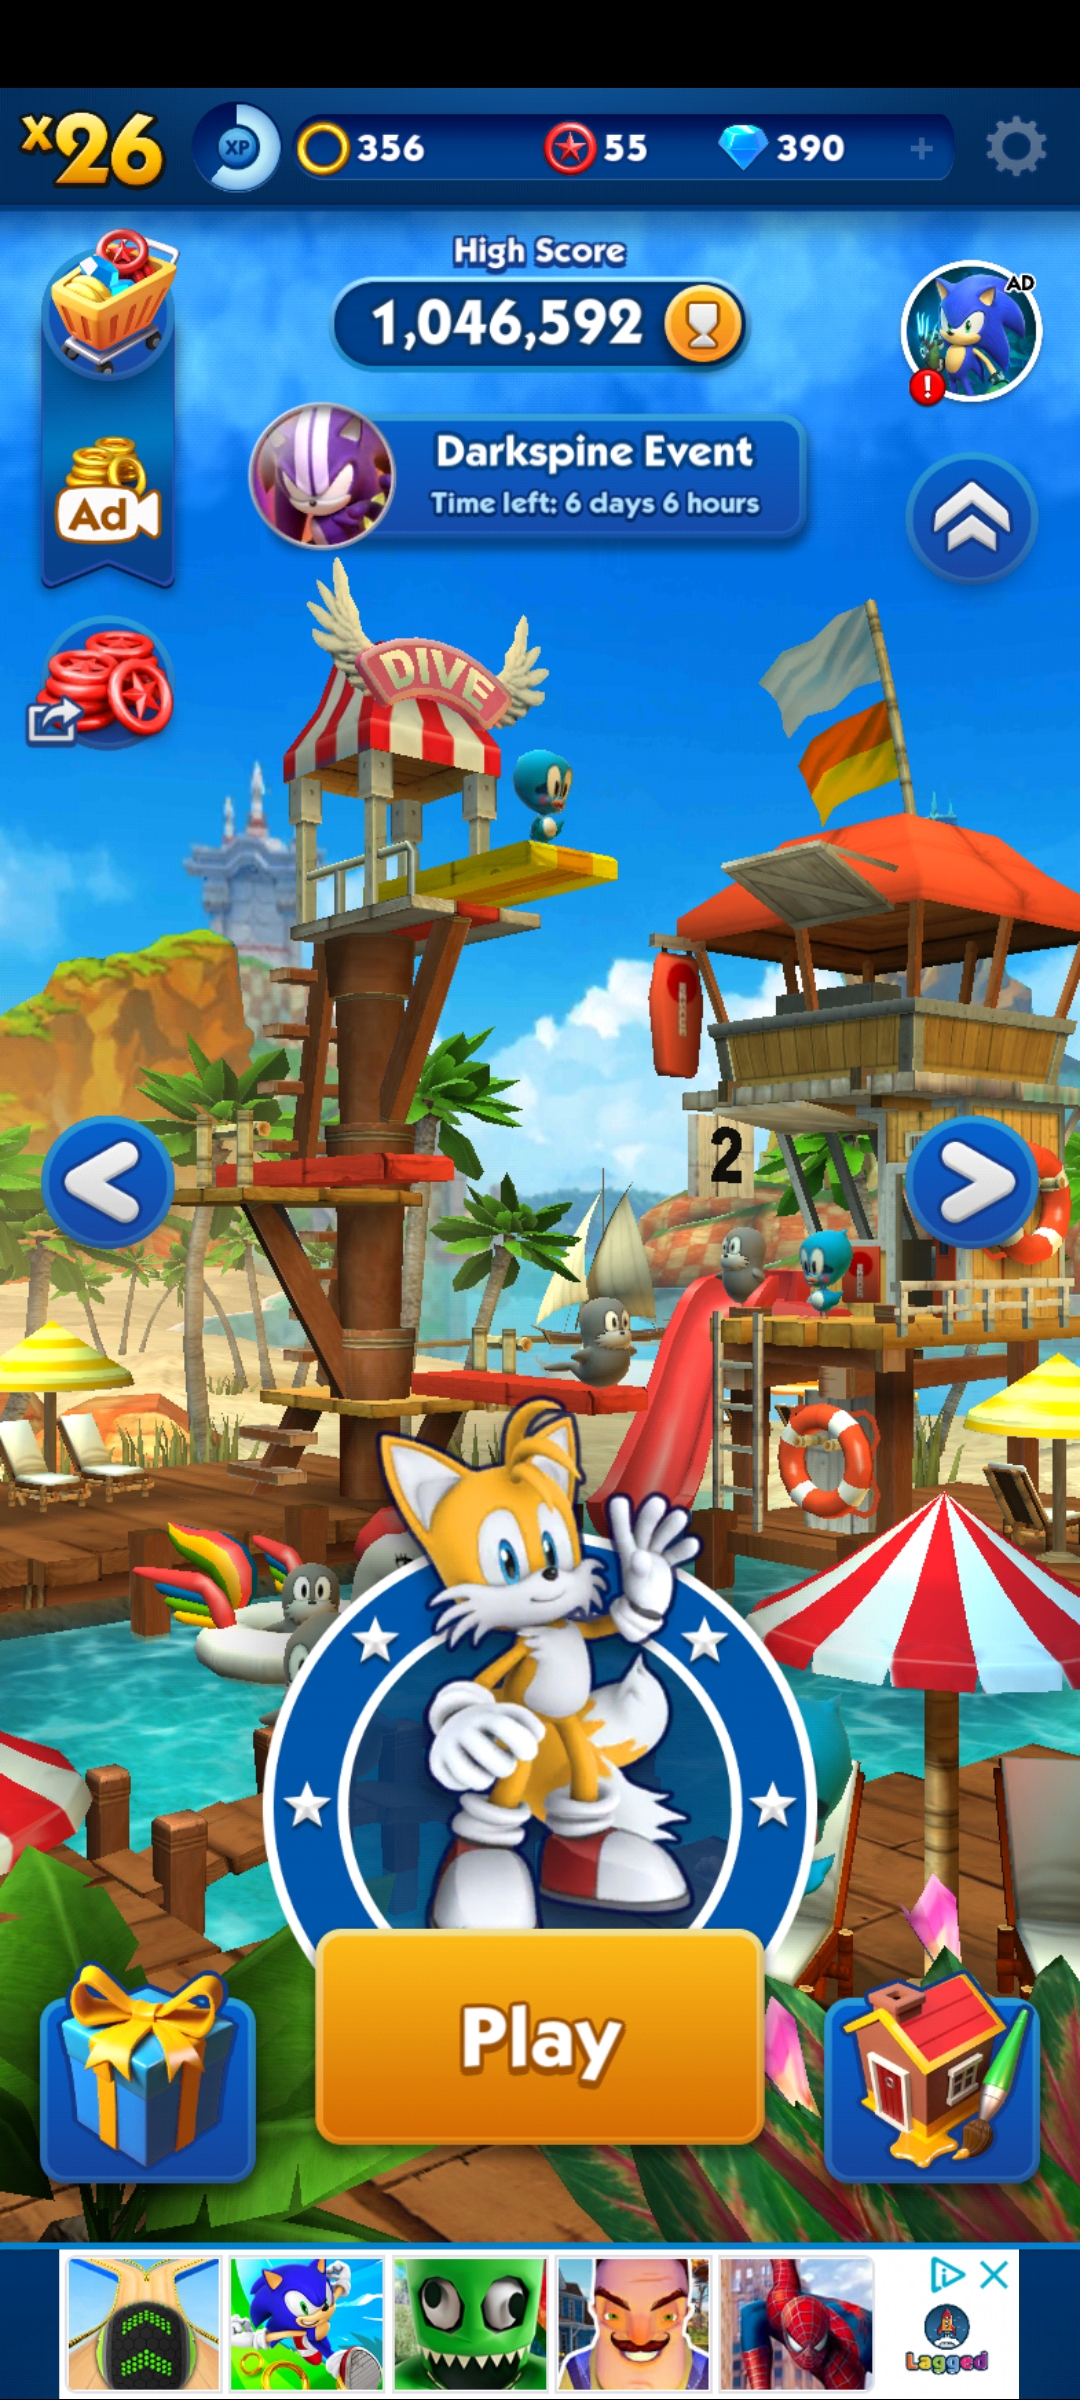 x26
XP
356
55
390
+
High Score
1,046,592
AD
!
Darkspine Event
Time left: 6 days 6 hours
Ad
DIVE
RESCUE
2
Play
Lagged